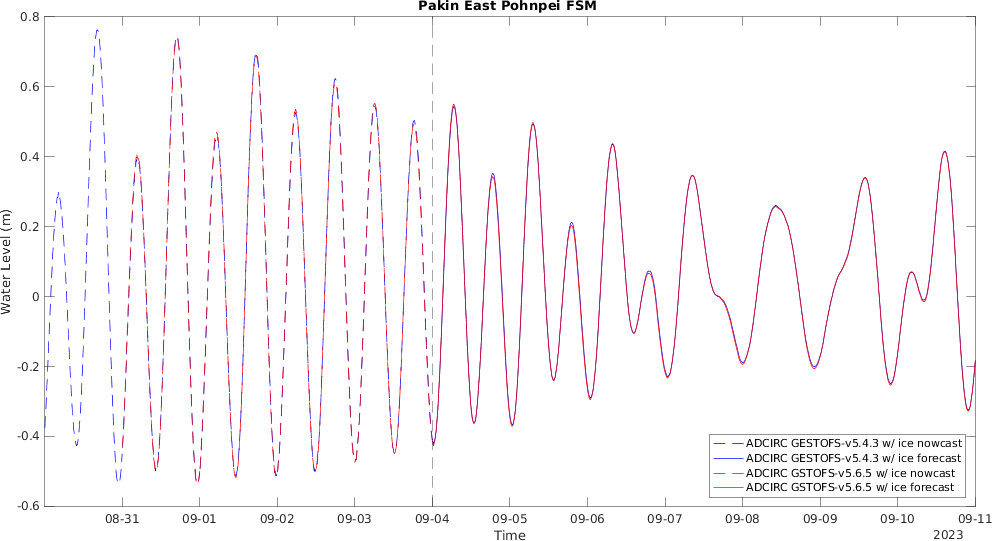 Pakin East Pohnpei FSM
0.8
0.6
0.4
0.2
0
-0.2
-0.4
-0.6
Water Level (m)
ADCIRC GESTOFS-v5.4.3 w/ ice nowcast
ADCIRC GESTOFS-v5.4.3 w/ ice forecast
ADCIRC GSTOFS-v5.6.5 w/ ice nowcast
ADCIRC GSTOFS-v5.6.5 w/ ice forecast
08-31 09-01 09-02 09-03 09-04 09-05 09-06 09-07 09-08 09-09 09-10 09-11
Time
2023